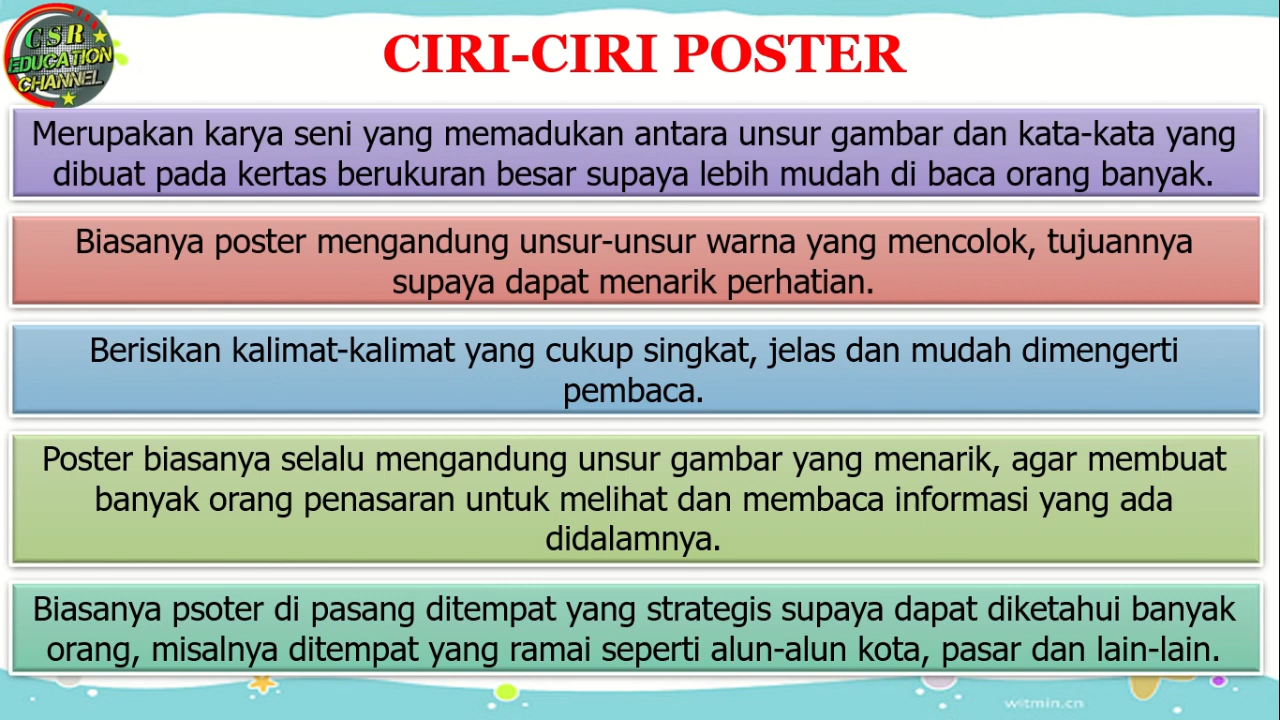 CSR
EDUCATION
CHANNEL
CIRI-CIRI POSTER
Merupakan karya seni yang memadukan antara unsur gambar dan kata-kata yang
dibuat pada kertas berukuran besar supaya lebih mudah di baca orang banyak.
Biasanya poster mengandung unsur-unsur warna yang mencolok, tujuannya
supaya dapat menarik perhatian.
Berisikan kalimat-kalimat yang cukup singkat, jelas dan mudah dimengerti
pembaca.
Poster biasanya selalu mengandung unsur gambar yang menarik, agar membuat
banyak orang penasaran untuk melihat dan membaca informasi yang ada
didalamnya.
Biasanya psoter di pasang ditempat yang strategis supaya dapat diketahui banyak
orang, misalnya ditempat yang ramai seperti alun-alun kota, pasar dan lain-lain.
witmin.cn